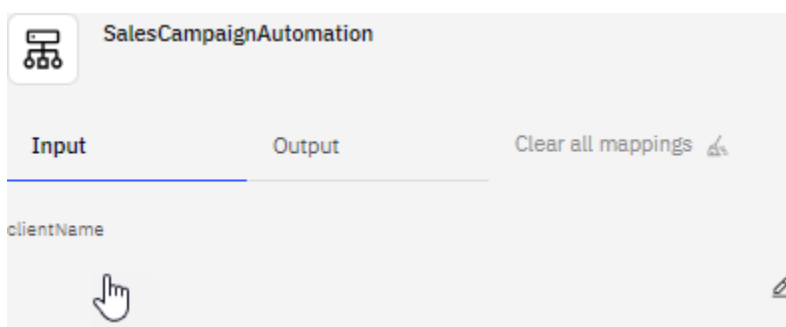 SalesCampaignAutomation
Input Output Clear all mappings
clientName